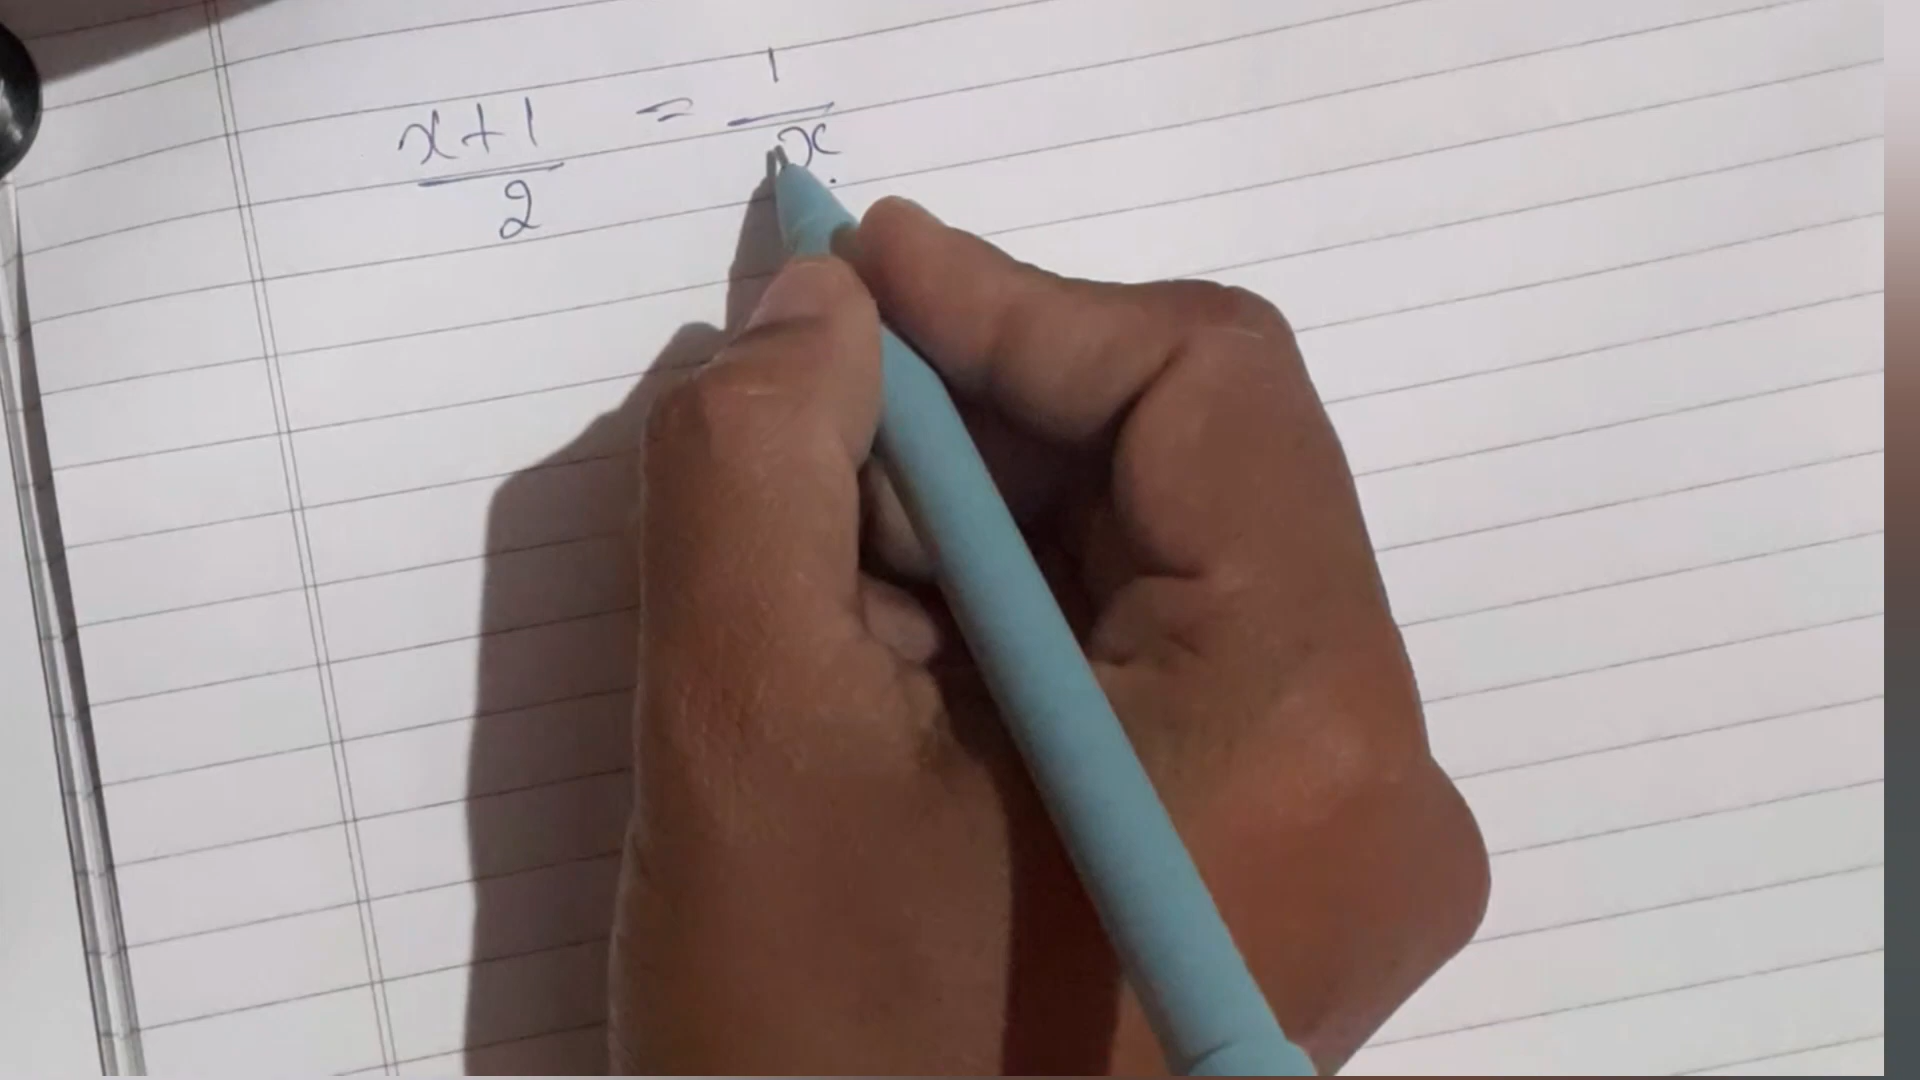 x+1/2 = 1/x